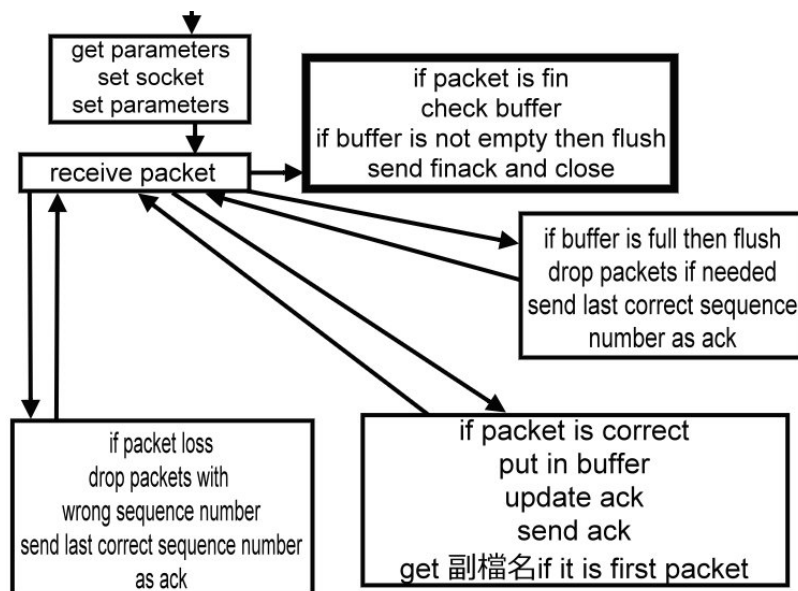 get parameters
set socket
set parameters
receive packet
if packet is fin
check buffer
if buffer is not empty then flush
send finack and close
if buffer is full then flush
drop packets if needed
send last correct sequence
number as ack
if packet loss
drop packets with
wrong sequence number
send last correct sequence number
as ack
if packet is correct
put in buffer
update ack
send ack
get 副檔名if it is first packet